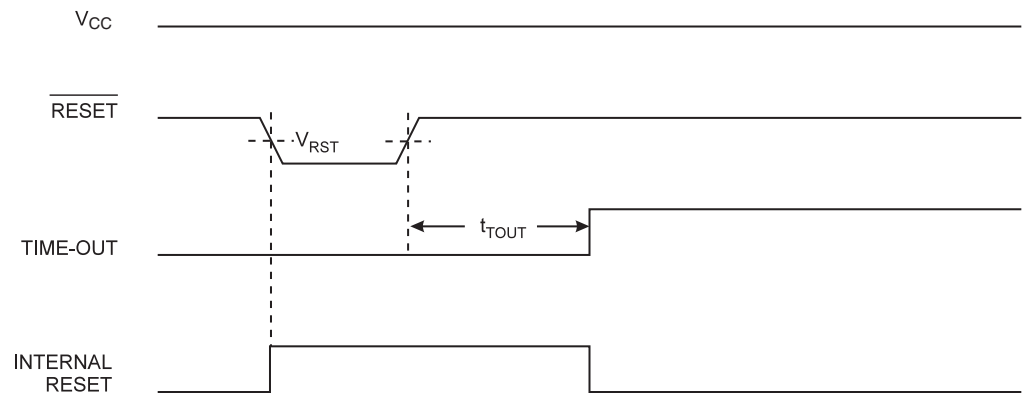 VCC
RESET
VRST
tTOUT
TIME-OUT
INTERNAL
RESET